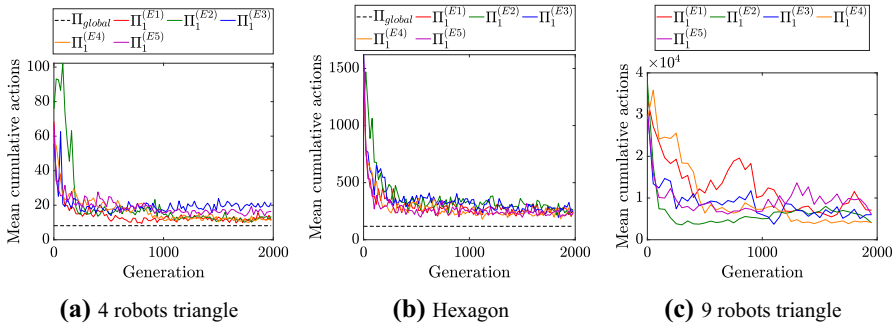 Π_global Π_1^(E1) Π_1^(E2) Π_1^(E3)
Π_1^(E4) Π_1^(E5)
Mean cumulative actions
100
80
60
40
20
0
0 1000 2000
Generation
(a) 4 robots triangle
Π_global Π_1^(E1) Π_1^(E2) Π_1^(E3)
Π_1^(E4) Π_1^(E5)
Mean cumulative actions
1500
1000
500
0
0 1000 2000
Generation
(b) Hexagon
Π_1^(E1) Π_1^(E2) Π_1^(E3) Π_1^(E4)
Π_1^(E5)
×10^4
Mean cumulative actions
4
3
2
1
0
0 1000 2000
Generation
(c) 9 robots triangle